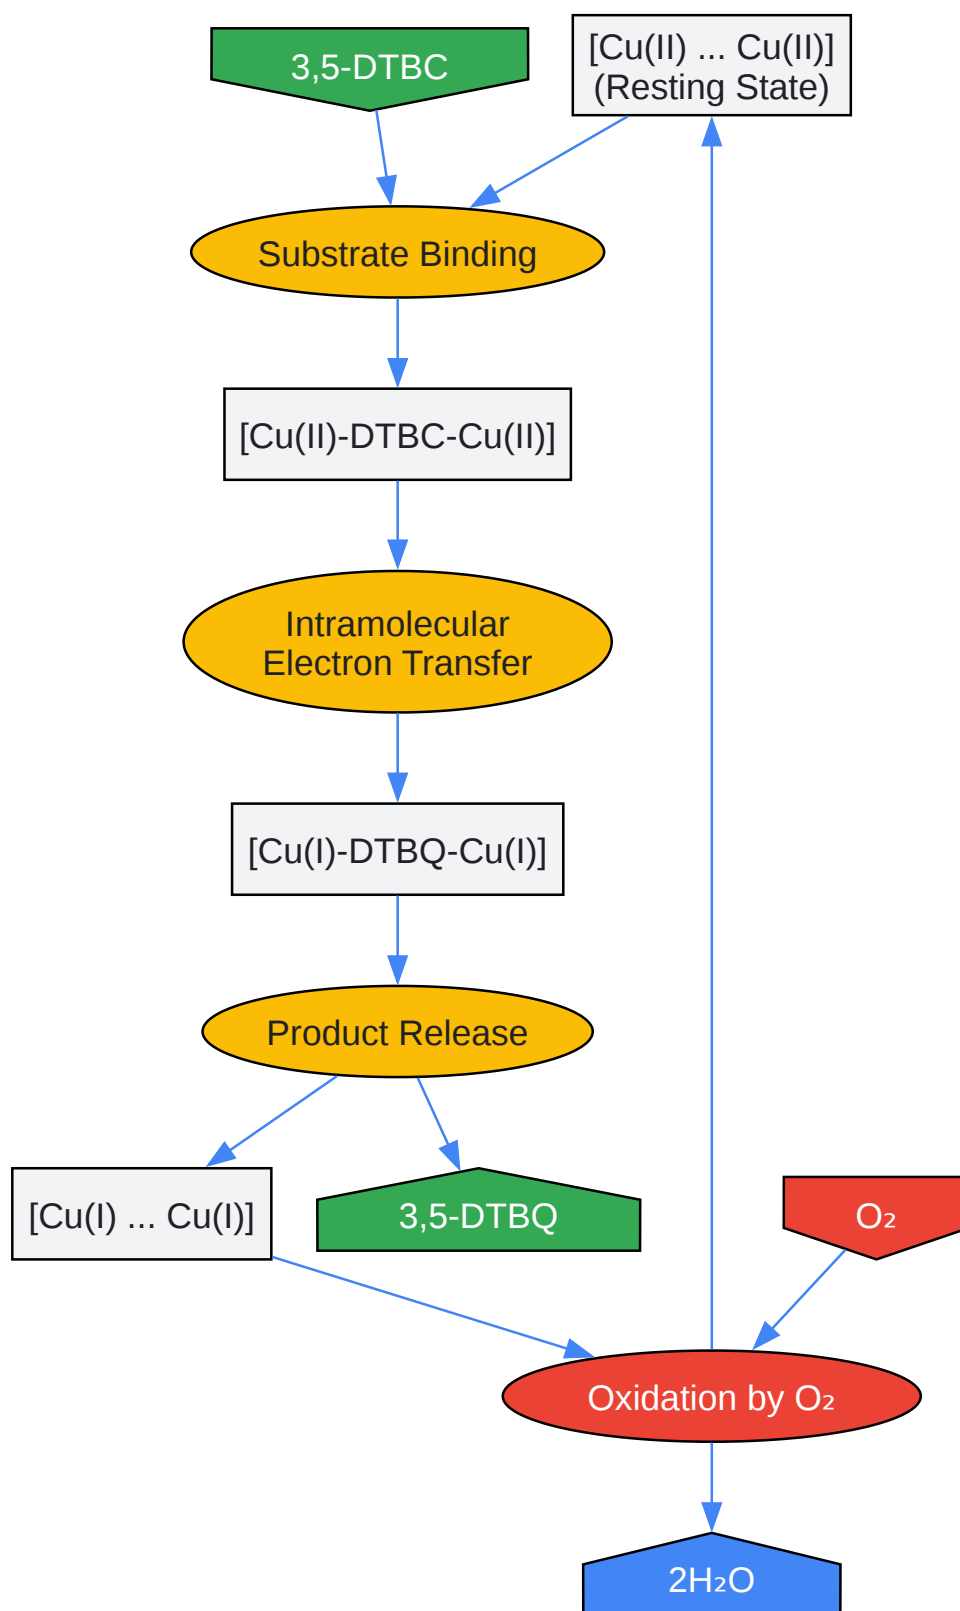 3,5-DTBC
[Cu(II) ... Cu(II)]
(Resting State)
Substrate Binding
[Cu(II)-DTBC-Cu(II)]
Intramolecular
Electron Transfer
[Cu(I)-DTBQ-Cu(I)]
Product Release
[Cu(I) ... Cu(I)]
3,5-DTBQ
O₂
Oxidation by O₂
2H₂O